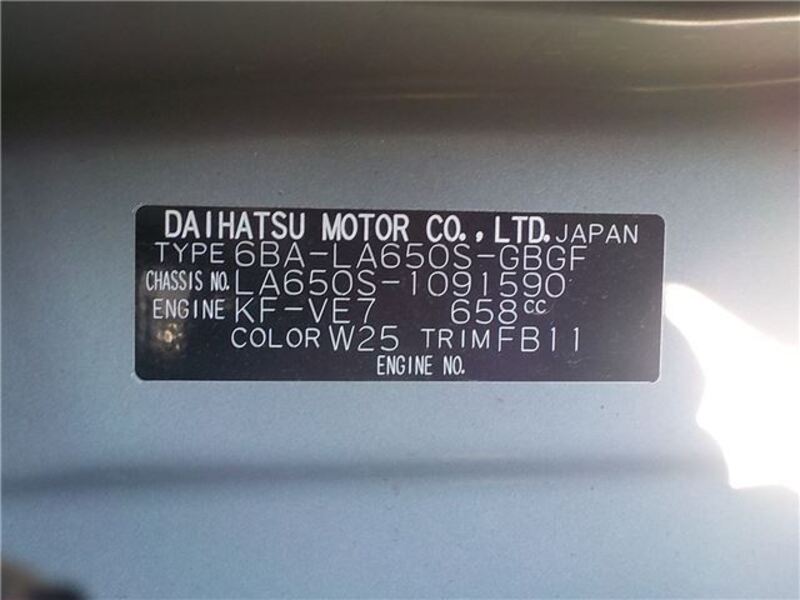 DAIHATSU MOTOR CO., LTD. JAPAN
TYPE 6BA-LA650S-GBGF
CHASSIS NO. LA650S-1091590
ENGINE KF-VE7 658cc
COLOR W25 TRIM FB11
ENGINE NO.